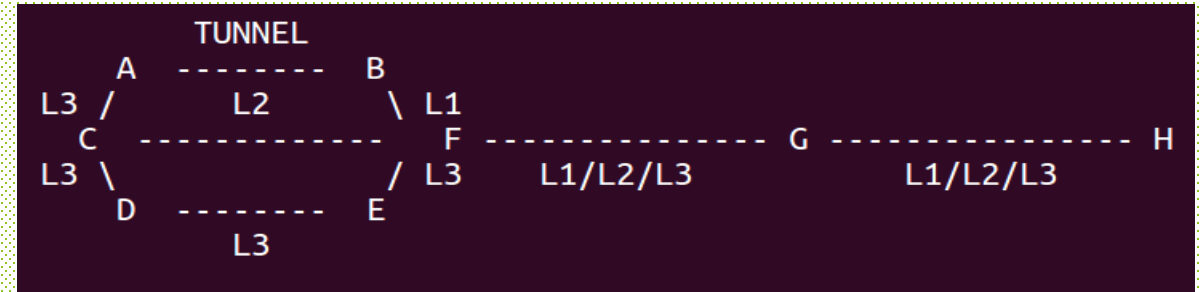 TUNNEL
A -------- B
L3 / L2 \ L1
C ------------- F --------------- G ---------------- H
L3 \ / L3 L1/L2/L3 L1/L2/L3
D -------- E
L3